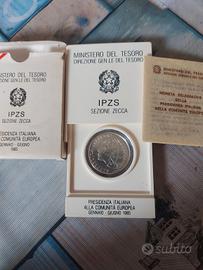 MINISTERO DEL TESORO
DIREZIONE GEN.LE DEL TESORO
IPZS
SEZIONE ZECCA
PRESIDENZA ITALIANA
ALLA COMUNITÀ EUROPEA
GENNAIO - GIUGNO
1985
MINISTERO DEL TESORO
DIREZIONE GEN.LE DEL TESORO
IPZS
SEZIONE ZECCA
PRESIDENZA ITALIANA
ALLA COMUNITÀ EUROPEA
GENNAIO - GIUGNO 1985
MONETA CELEBRATIVA
DELLA
PRESIDENZA ITALIANA
subito